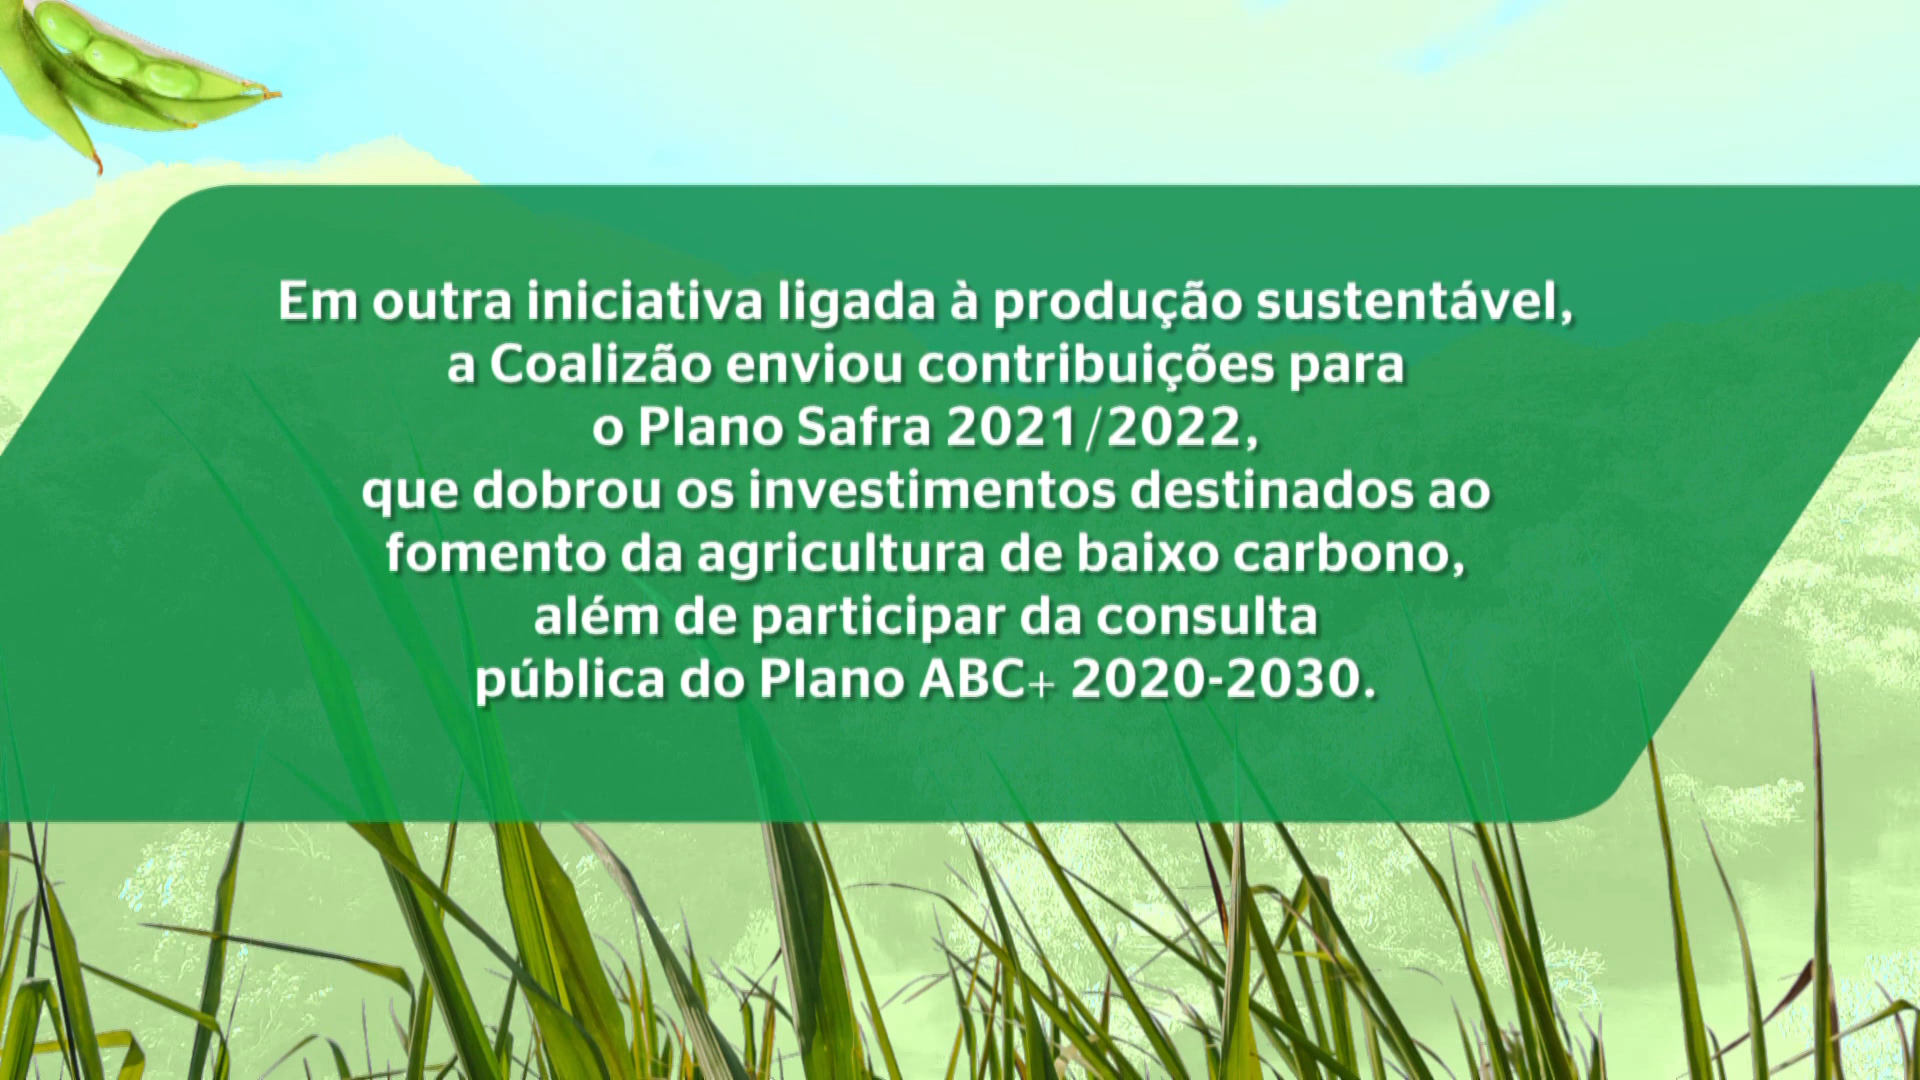 Em outra iniciativa ligada à produção sustentável,
a Coalizão enviou contribuições para
o Plano Safra 2021/2022,
que dobrou os investimentos destinados ao
fomento da agricultura de baixo carbono,
além de participar da consulta
pública do Plano ABC+ 2020-2030.